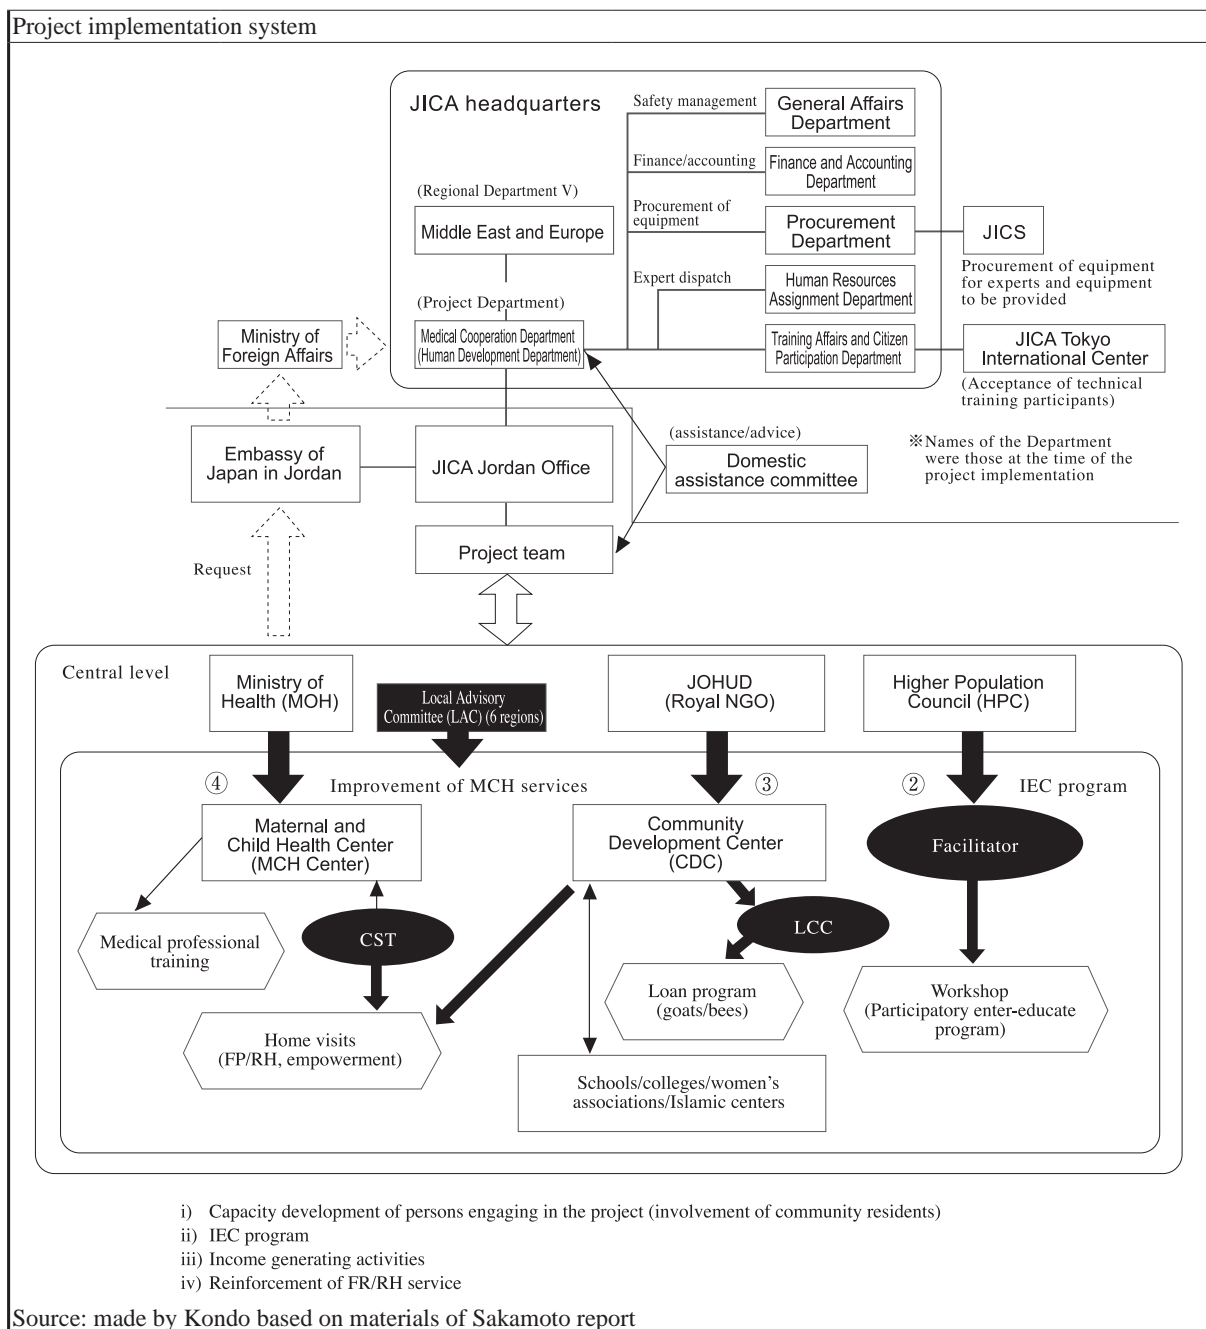 Project implementation system
JICA headquarters
Safety management
General Affairs
Department
Finance/accounting
Finance and Accounting
Department
(Regional Department V)
Middle East and Europe
Procurement of
equipment
Procurement
Department
JICS
Procurement of equipment
for experts and equipment
to be provided
Expert dispatch
Human Resources
Assignment Department
(Project Department)
Medical Cooperation Department
(Human Development Department)
Training Affairs and Citizen
Participation Department
JICA Tokyo
International Center
(Acceptance of technical
training participants)
Ministry of
Foreign Affairs
Embassy of
Japan in Jordan
JICA Jordan Office
(assistance/advice)
Domestic
assistance committee
※Names of the Department
were those at the time of the
project implementation
Project team
Request
Central level
Ministry of
Health (MOH)
Local Advisory
Committee (LAC) (6 regions)
JOHUD
(Royal NGO)
Higher Population
Council (HPC)
④
Improvement of MCH services
③
②
IEC program
Maternal and
Child Health Center
(MCH Center)
Community
Development Center
(CDC)
Facilitator
Medical professional
training
CST
LCC
Home visits
(FP/RH, empowerment)
Loan program
(goats/bees)
Workshop
(Participatory enter-educate
program)
Schools/colleges/women's
associations/Islamic centers
i) Capacity development of persons engaging in the project (involvement of community residents)
ii) IEC program
iii) Income generating activities
iv) Reinforcement of FR/RH service
Source: made by Kondo based on materials of Sakamoto report